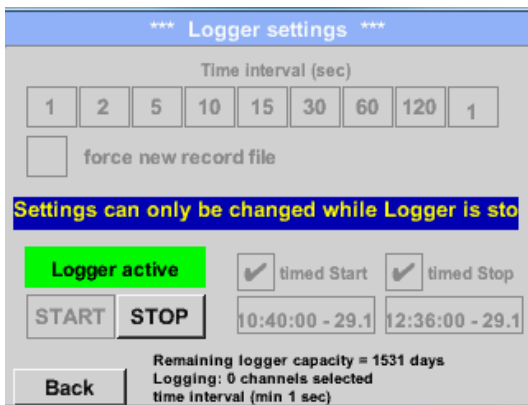 *** Logger settings ***
Time interval (sec)
1 2 5 10 15 30 60 120 1
force new record file
Settings can only be changed while Logger is sto
Logger active
✔ timed Start ✔ timed Stop
START STOP 10:40:00 - 29.1 12:36:00 - 29.1
Remaining logger capacity = 1531 days
Logging: 0 channels selected
time interval (min 1 sec)
Back